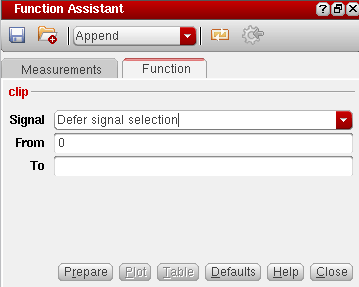 Function Assistant
Append
Measurements Function
clip
Signal Defer signal selection
From 0
To
Prepare Plot Table Defaults Help Close